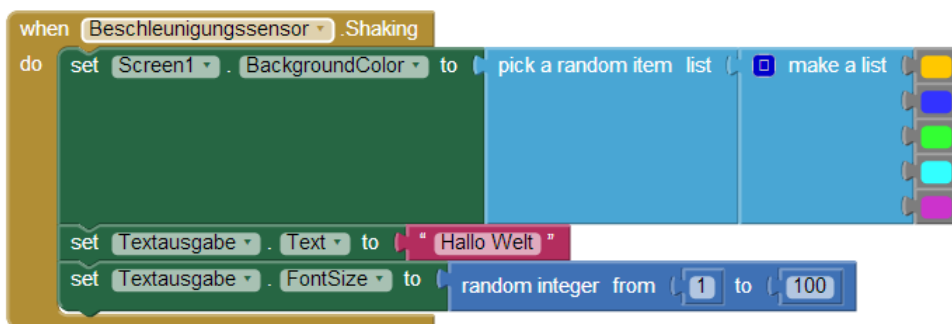 when Beschleunigungssensor .Shaking
do set Screen1 . BackgroundColor to pick a random item list make a list
set Textausgabe . Text to " Hallo Welt "
set Textausgabe . FontSize to random integer from 1 to 100